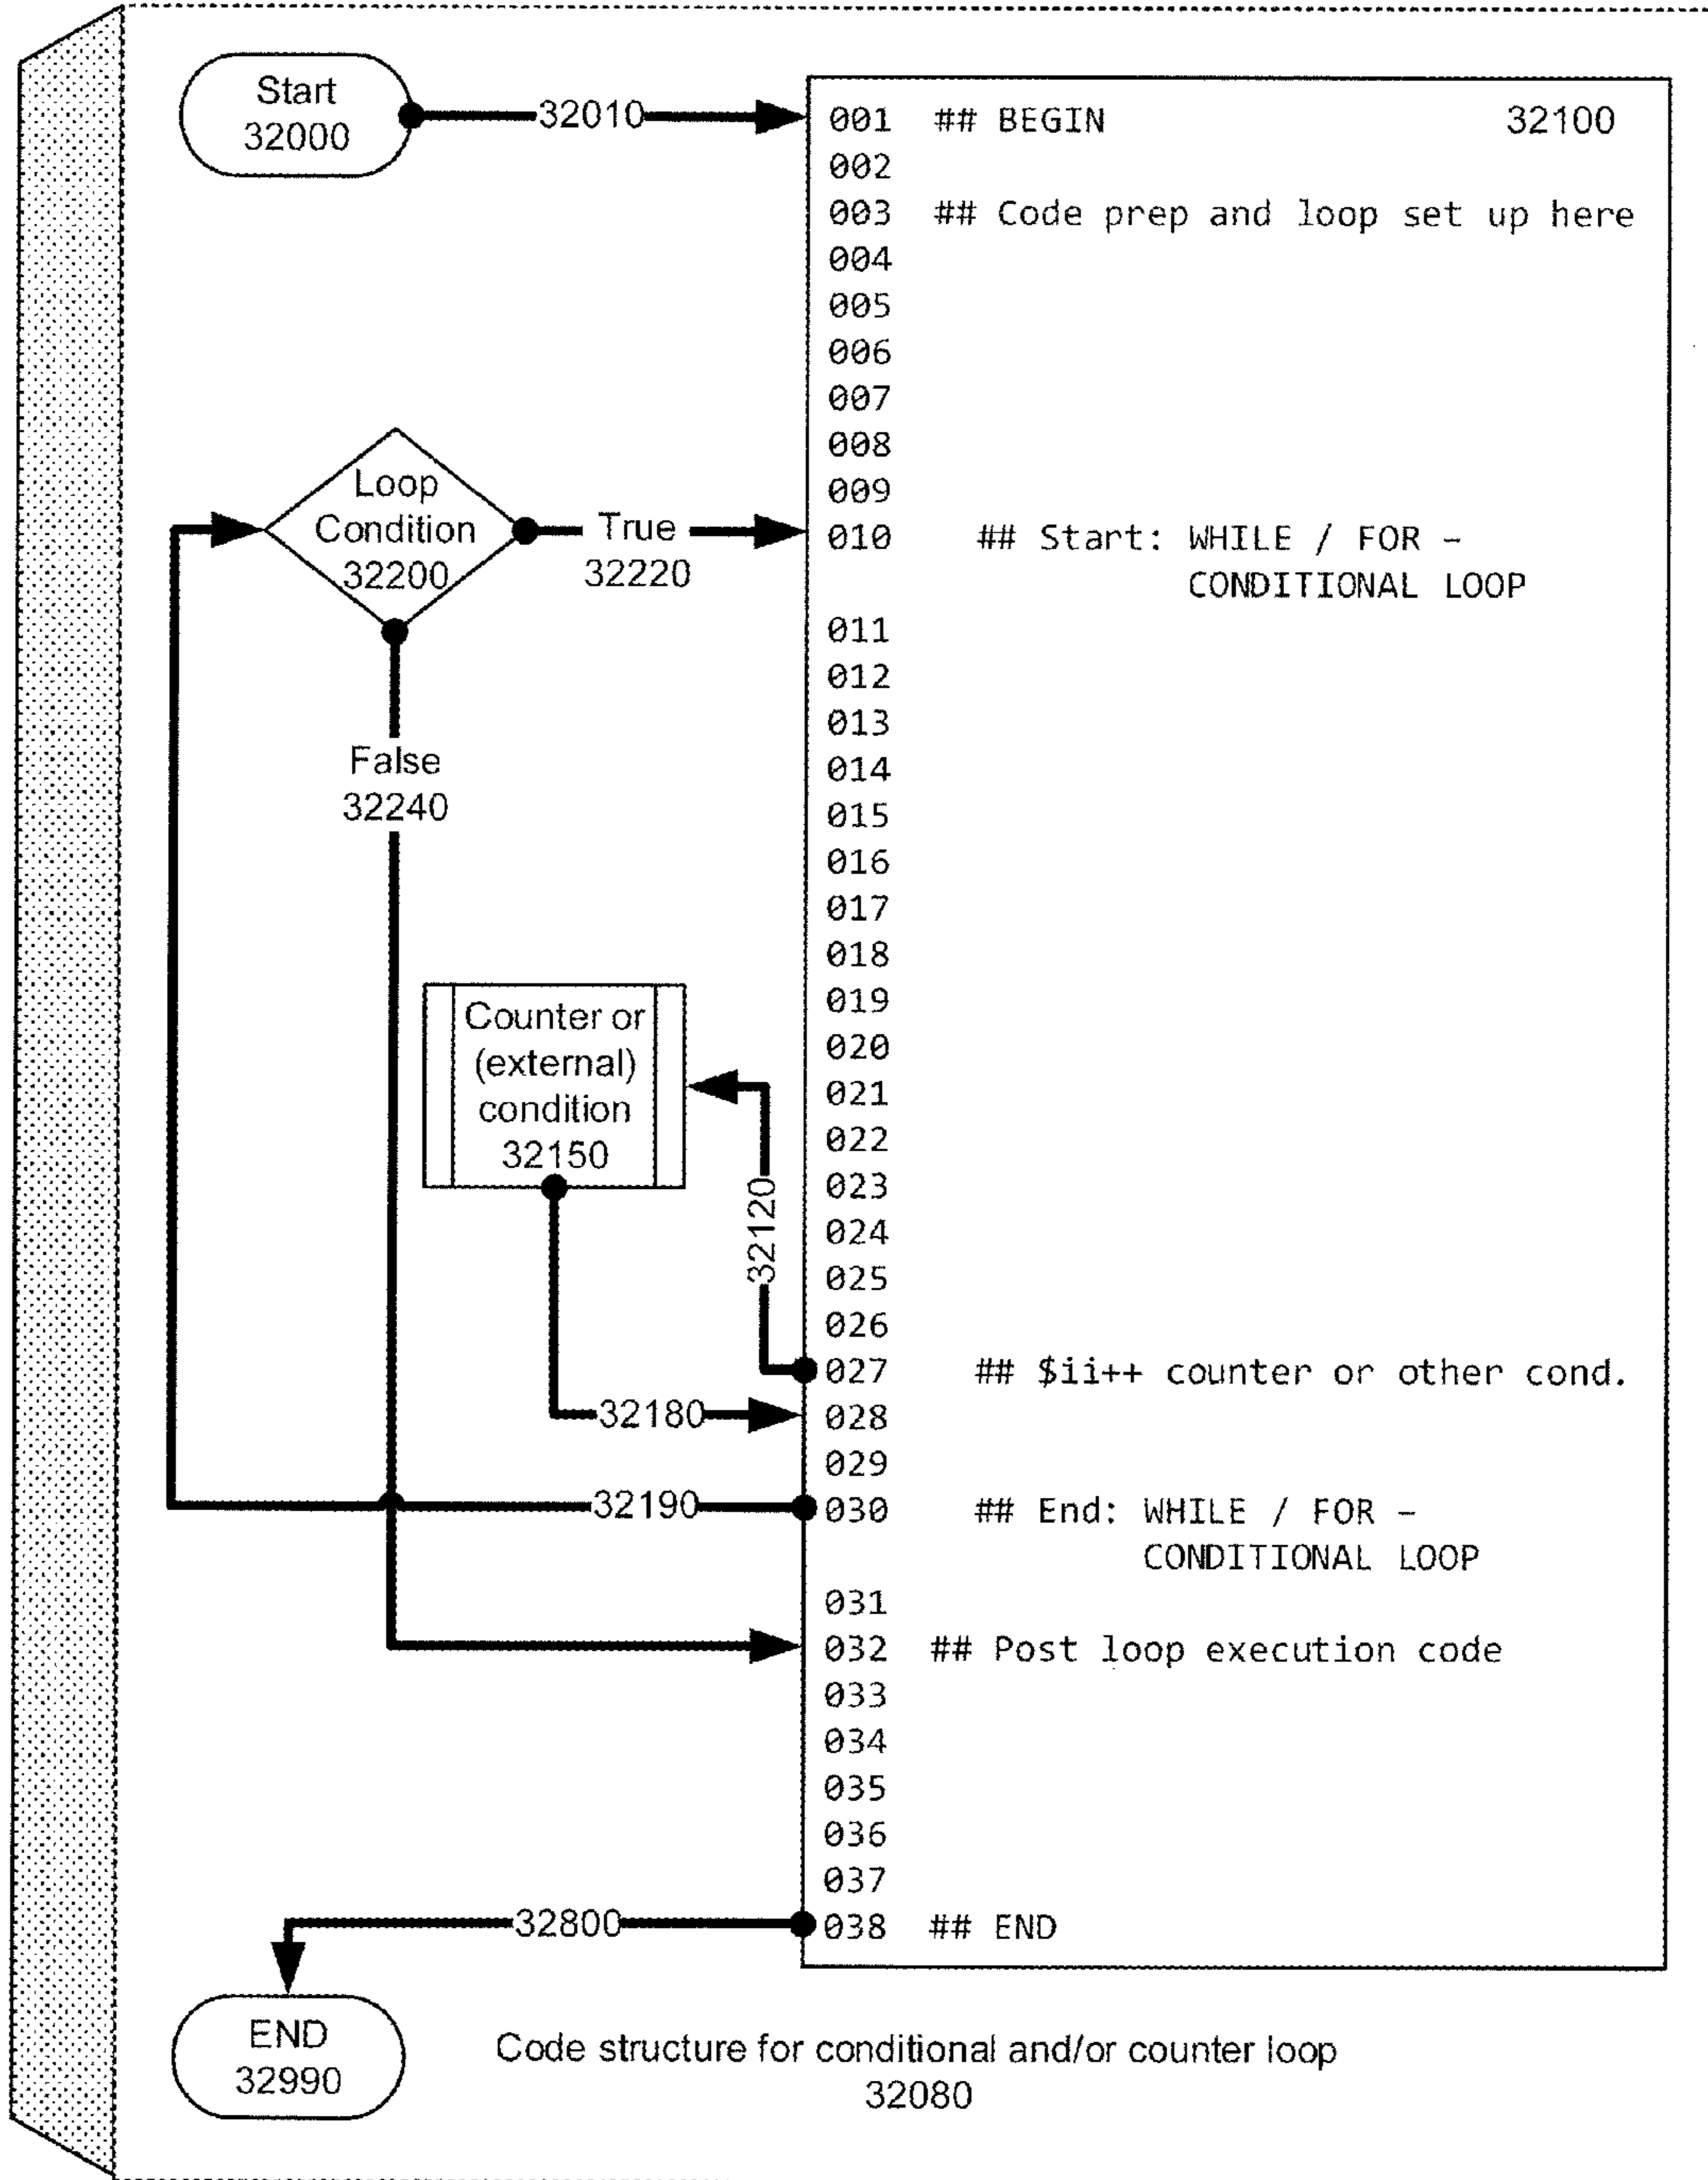 Start
32000
32010
001 ## BEGIN 32100
002
003 ## Code prep and loop set up here
004
005
006
007
008
009
Loop
Condition
32200
True
32220
010 ## Start: WHILE / FOR –
CONDITIONAL LOOP
011
012
013
False
32240
014
015
016
017
018
019
Counter or
(external)
condition
32150
020
021
022
023
32120
024
025
026
027 ## $ii++ counter or other cond.
32180
028
029
32190
030 ## End: WHILE / FOR –
CONDITIONAL LOOP
031
032 ## Post loop execution code
033
034
035
036
037
32800
038 ## END
END
32990
Code structure for conditional and/or counter loop
32080